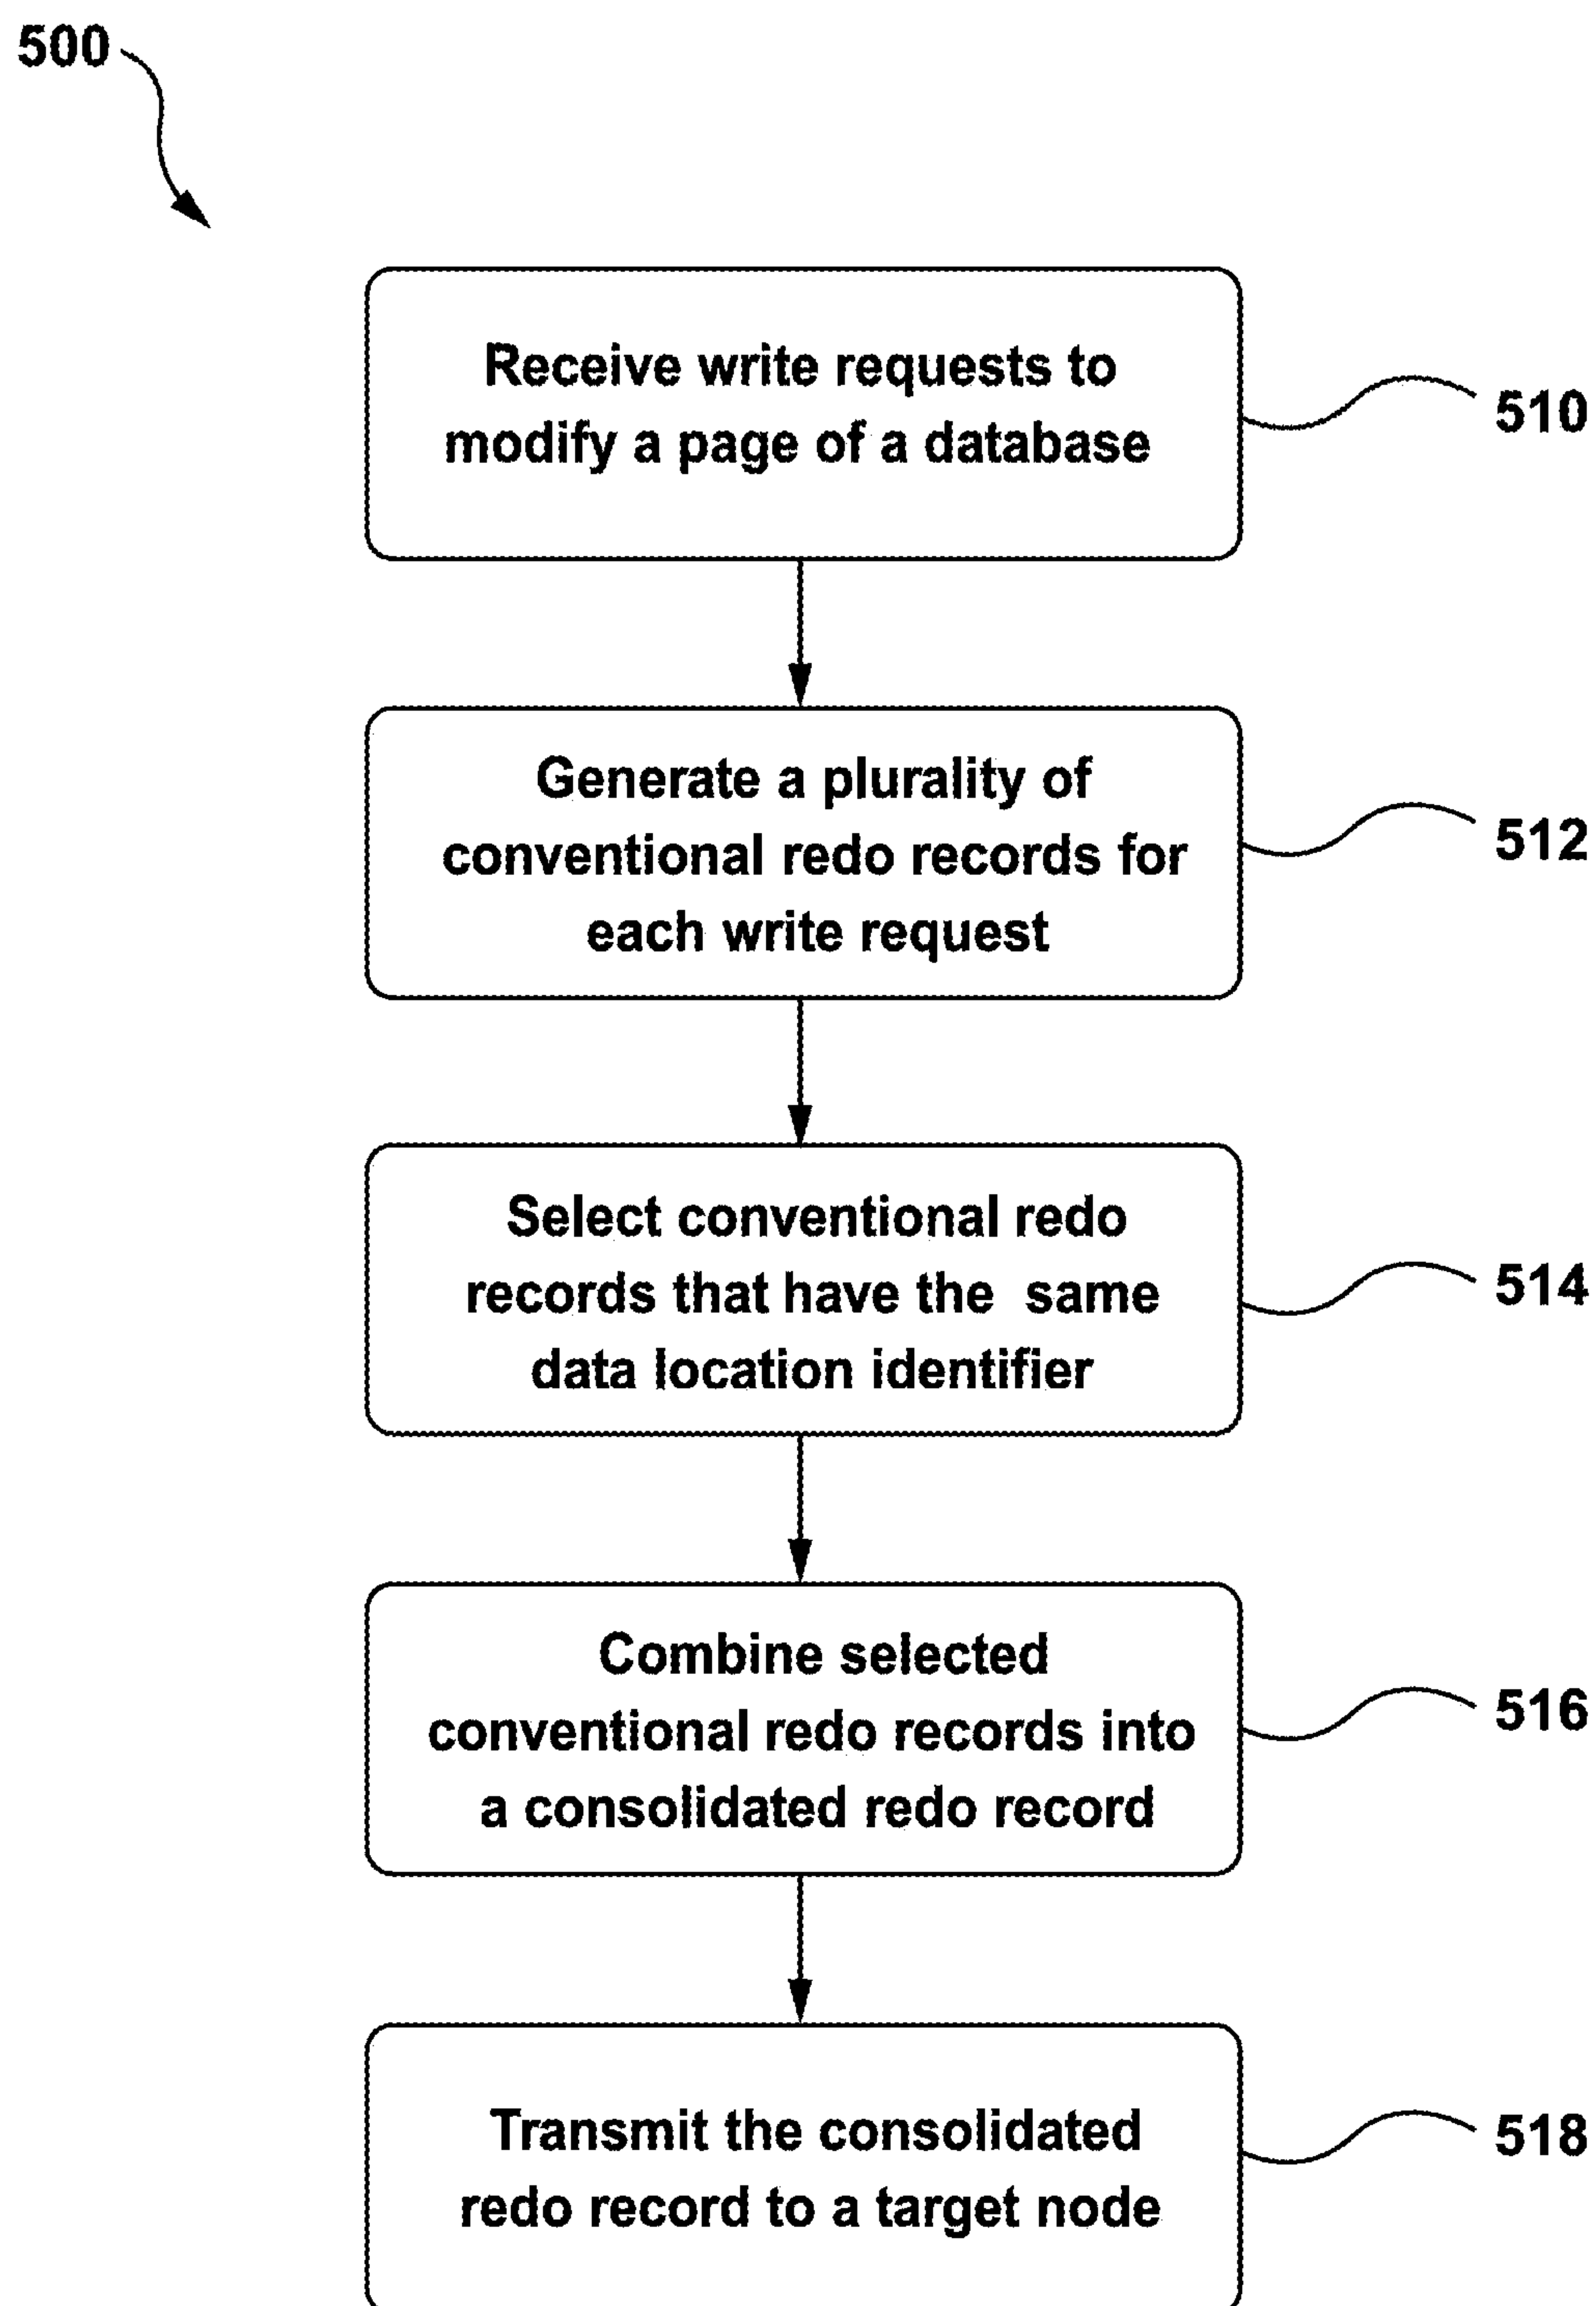 500
Receive write requests to
modify a page of a database
510
Generate a plurality of
conventional redo records for
each write request
512
Select conventional redo
records that have the same
data location identifier
514
Combine selected
conventional redo records into
a consolidated redo record
516
Transmit the consolidated
redo record to a target node
518